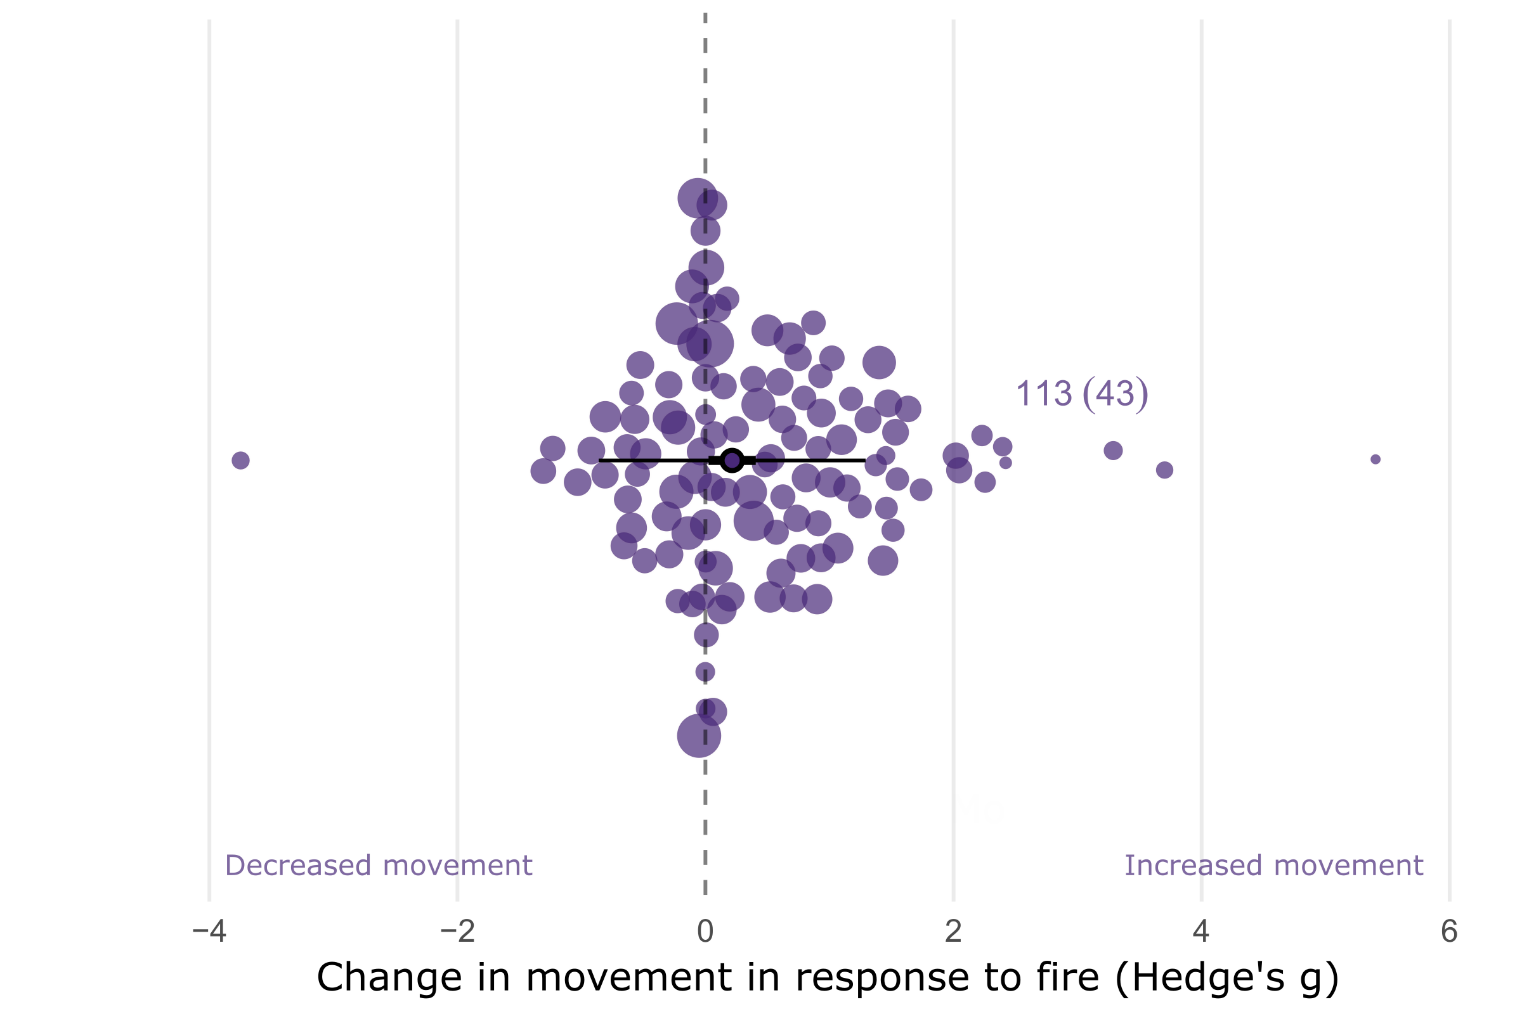 113 (43)
Decreased movement
Increased movement
−4
−2
0
2
4
6
Change in movement in response to fire (Hedge's g)